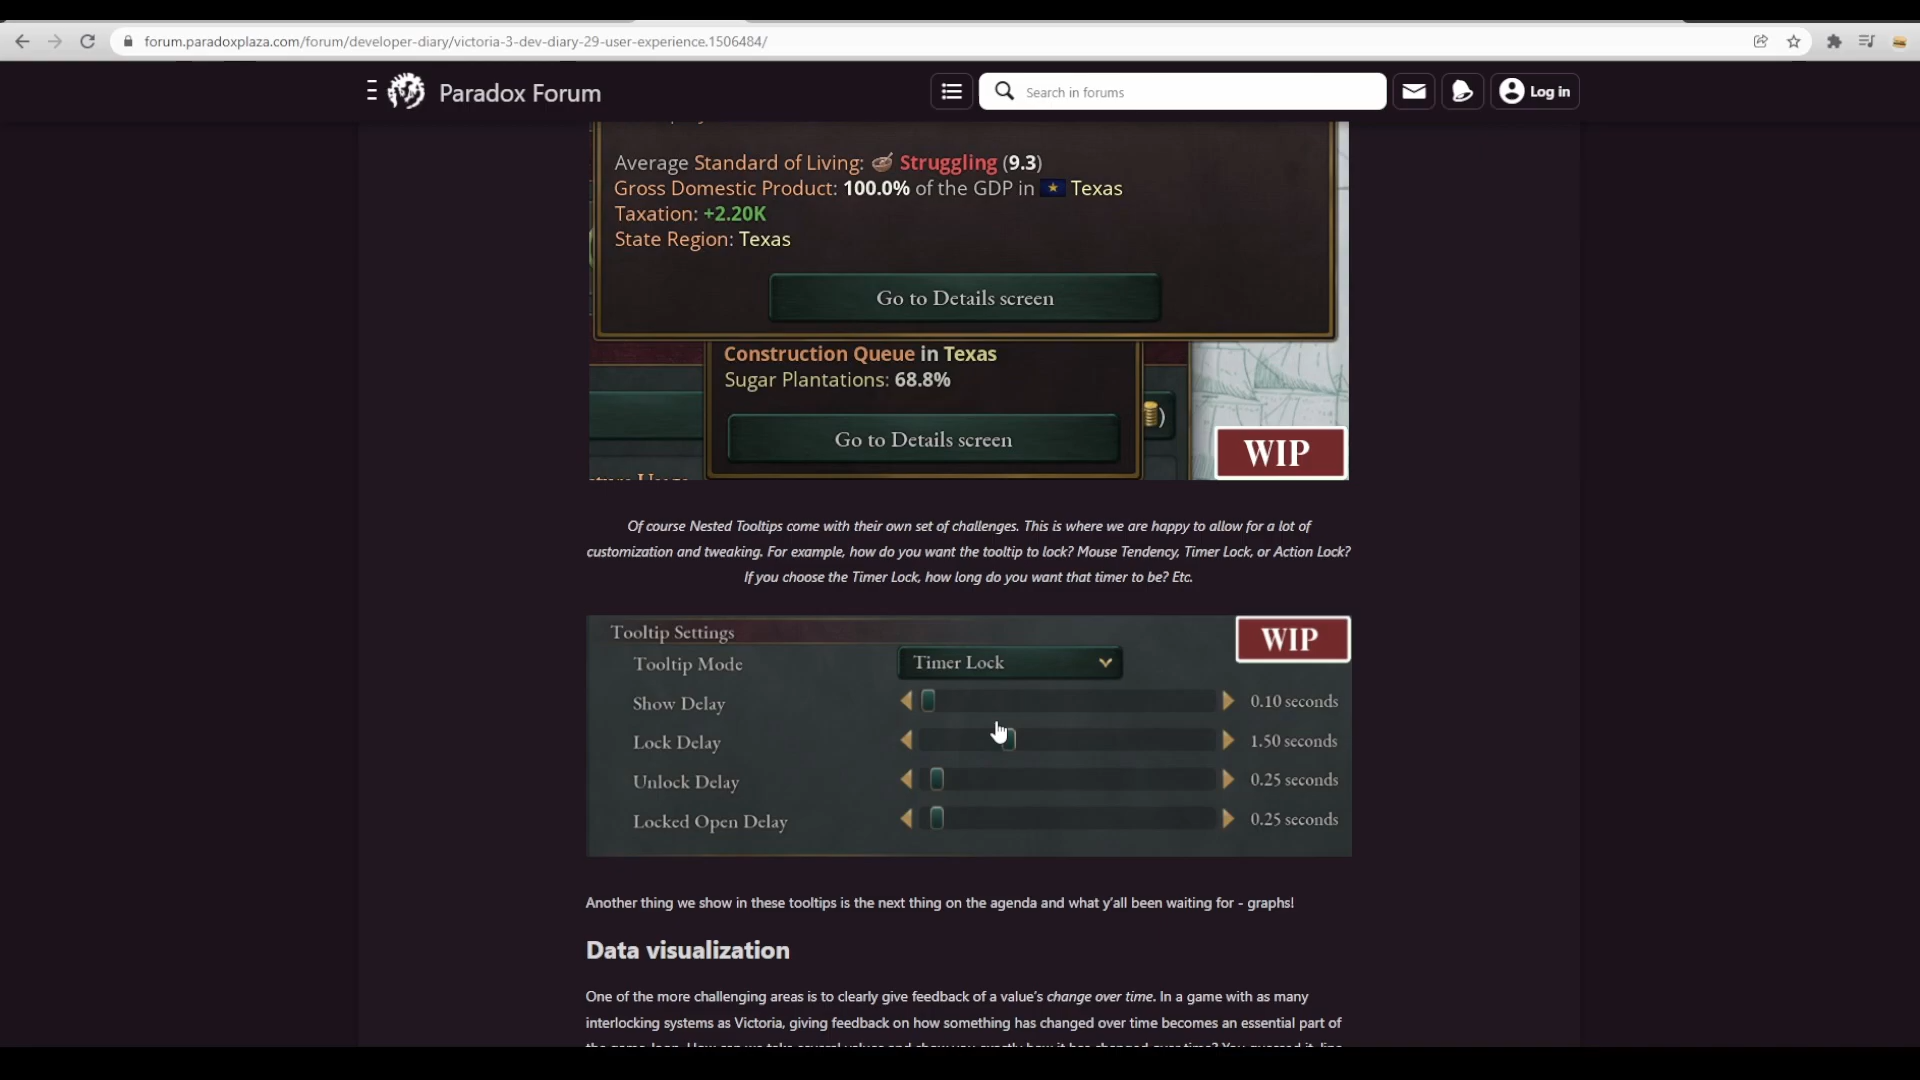 forum.paradoxplaza.com/forum/developer-diary/victoria-3-dev-diary-29-user-experience.1506484/
Paradox Forum
Search in forums
Log in
Average Standard of Living: Struggling (9.3)
Gross Domestic Product: 100.0% of the GDP in Texas
Taxation: +2.20K
State Region: Texas
Go to Details screen
Construction Queue in Texas
Sugar Plantations: 68.8%
)
Go to Details screen
WIP
Of course Nested Tooltips come with their own set of challenges. This is where we are happy to allow for a lot of
customization and tweaking. For example, how do you want the tooltip to lock? Mouse Tendency, Timer Lock, or Action Lock?
If you choose the Timer Lock, how long do you want that timer to be? Etc.
Tooltip Settings
WIP
Tooltip Mode Timer Lock
Show Delay 0.10 seconds
Lock Delay 1.50 seconds
Unlock Delay 0.25 seconds
Locked Open Delay 0.25 seconds
Another thing we show in these tooltips is the next thing on the agenda and what y'all been waiting for - graphs!
Data visualization
One of the more challenging areas is to clearly give feedback of a value's change over time. In a game with as many
interlocking systems as Victoria, giving feedback on how something has changed over time becomes an essential part of